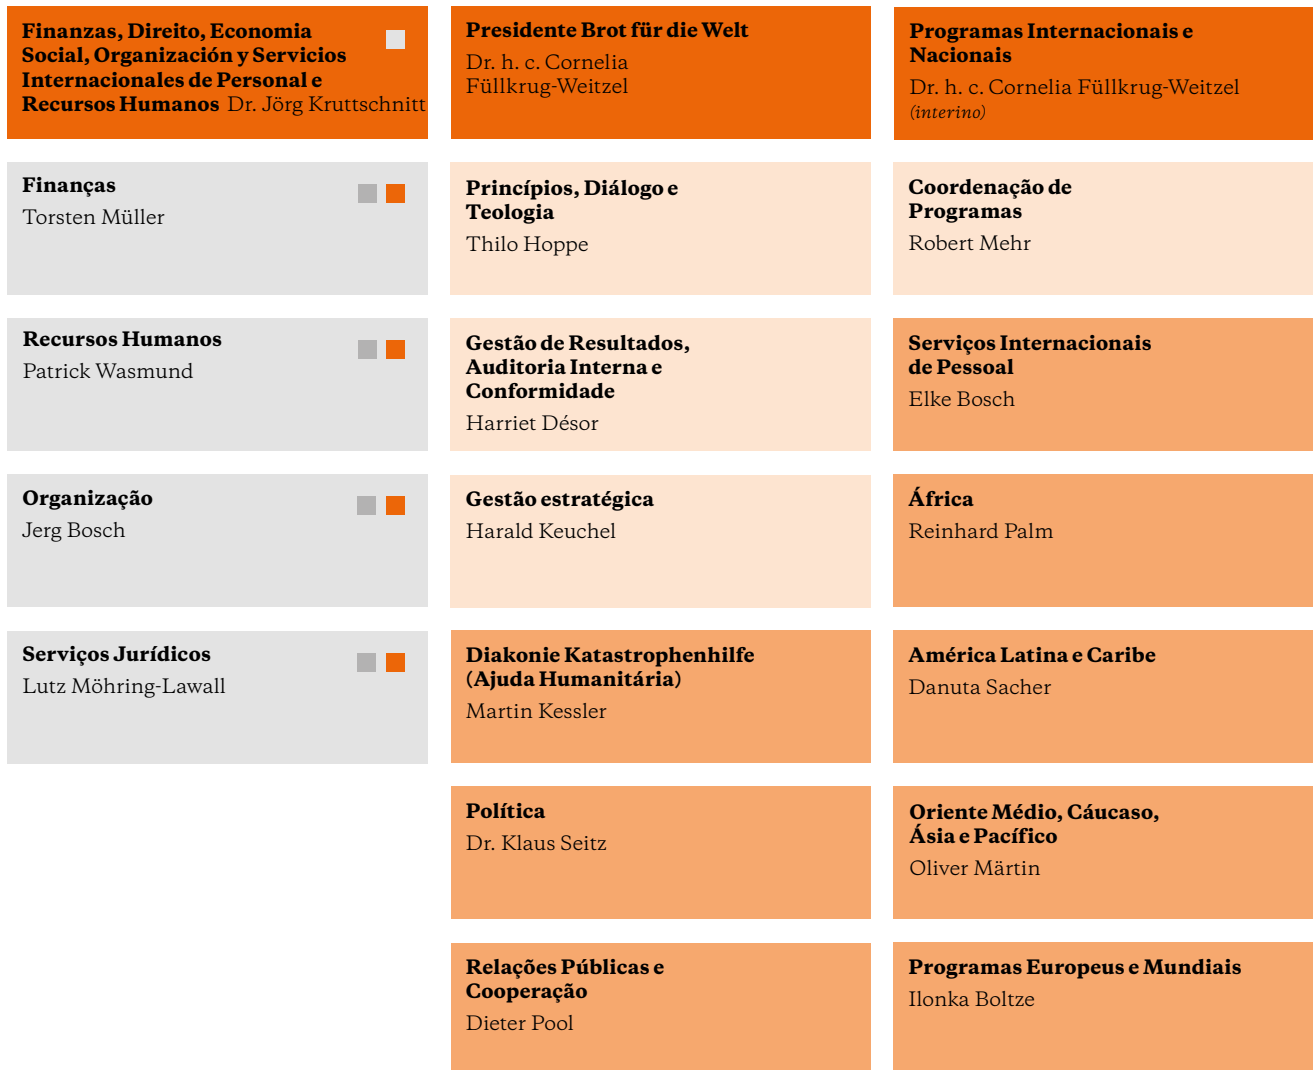 Finanzas, Direito, Economia
Social, Organización y Servicios
Internacionales de Personal e
Recursos Humanos Dr. Jörg Kruttschnitt
Finanças
Torsten Müller
Recursos Humanos
Patrick Wasmund
Organização
Jerg Bosch
Serviços Jurídicos
Lutz Möhring-Lawall
Presidente Brot für die Welt
Dr. h. c. Cornelia
Füllkrug-Weitzel
Princípios, Diálogo e
Teologia
Thilo Hoppe
Gestão de Resultados,
Auditoria Interna e
Conformidade
Harriet Désor
Gestão estratégica
Harald Keuchel
Diakonie Katastrophenhilfe
(Ajuda Humanitária)
Martin Kessler
Política
Dr. Klaus Seitz
Relações Públicas e
Cooperação
Dieter Pool
Programas Internacionais e
Nacionais
Dr. h. c. Cornelia Füllkrug-Weitzel
(interino)
Coordenação de
Programas
Robert Mehr
Serviços Internacionais
de Pessoal
Elke Bosch
África
Reinhard Palm
América Latina e Caribe
Danuta Sacher
Oriente Médio, Cáucaso,
Ásia e Pacífico
Oliver Märtin
Programas Europeus e Mundiais
Ilonka Boltze